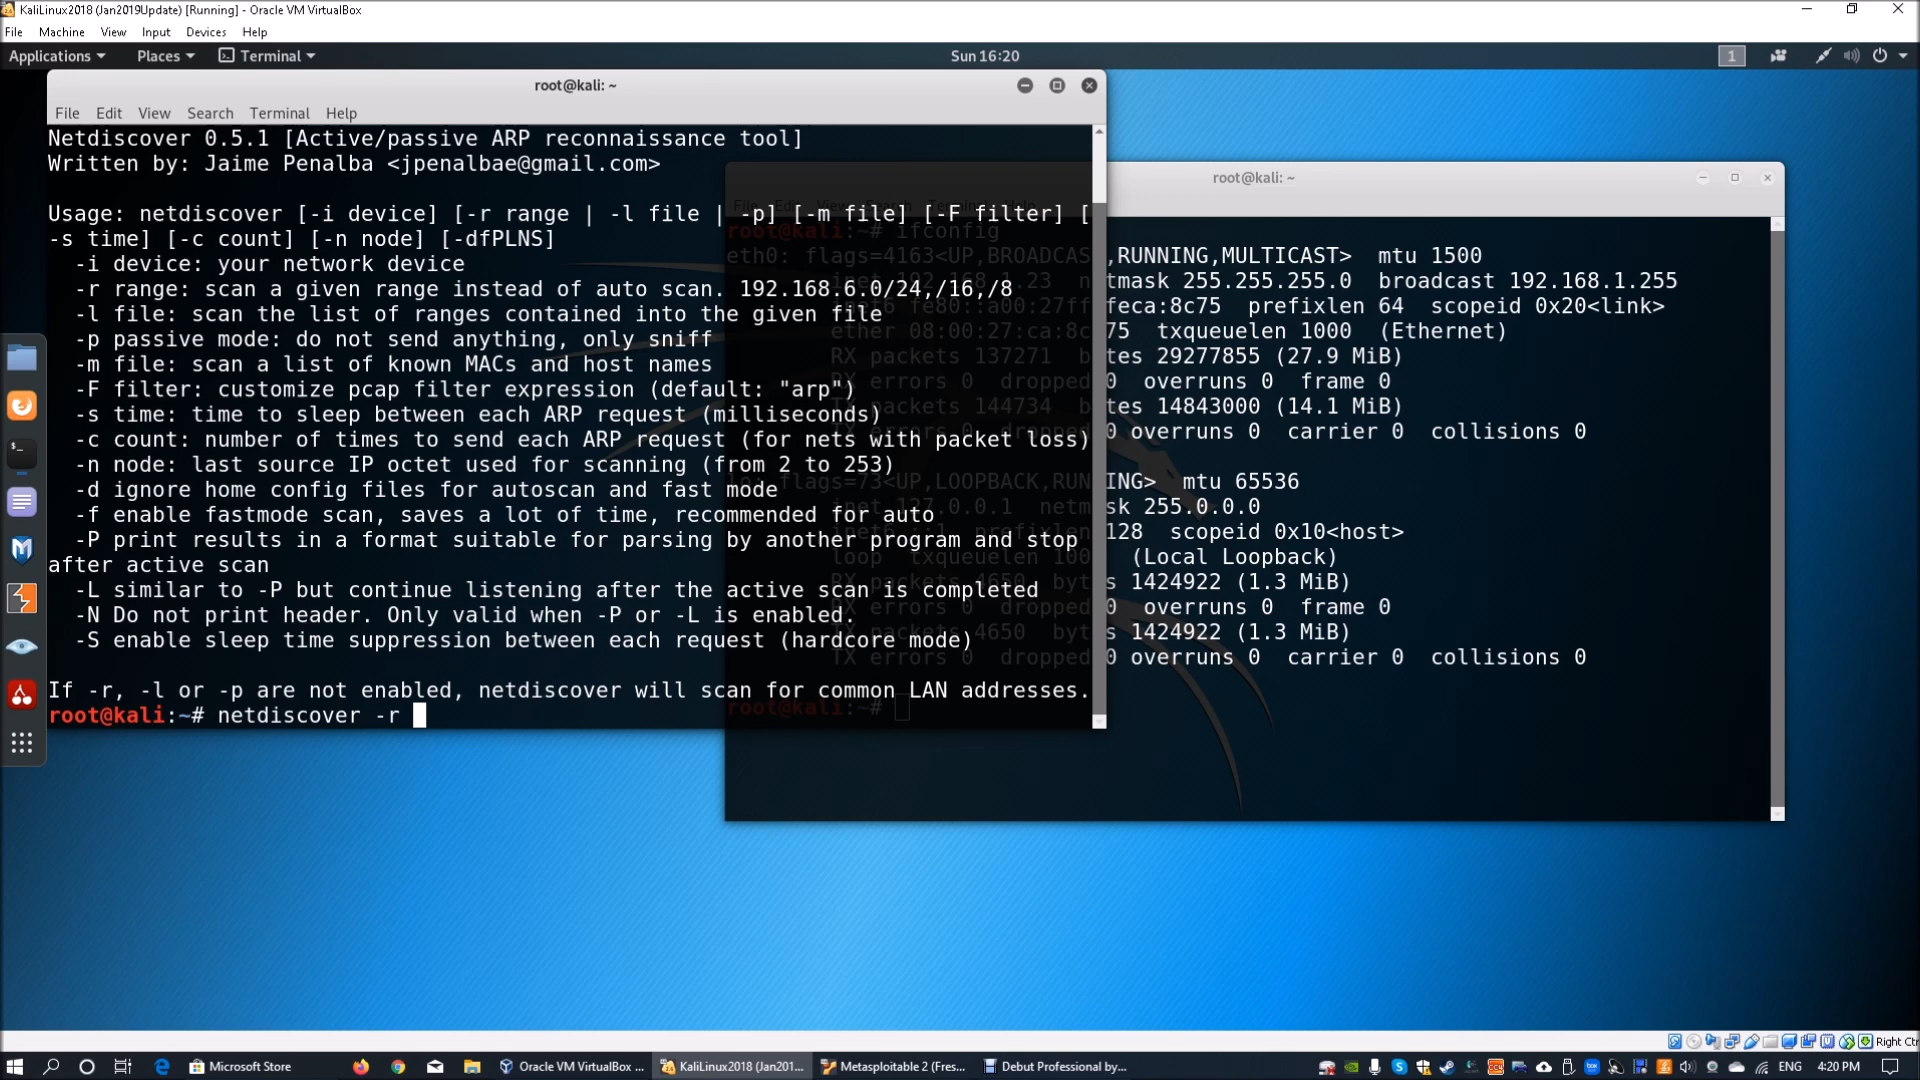 KaliLinux2018 (Jan2019Update) [Running] - Oracle VM VirtualBox
File Machine View Input Devices Help
Applications Places Terminal Sun 16:20 1
root@kali: ~
File Edit View Search Terminal Help
Netdiscover 0.5.1 [Active/passive ARP reconnaissance tool]
Written by: Jaime Penalba <jpenalbae@gmail.com>
Usage: netdiscover [-i device] [-r range | -l file | -p] [-m file] [-F filter] [
-s time] [-c count] [-n node] [-dfPLNS]
-i device: your network device
-r range: scan a given range instead of auto scan. 192.168.6.0/24,/16,/8
-l file: scan the list of ranges contained into the given file
-p passive mode: do not send anything, only sniff
-m file: scan a list of known MACs and host names
-F filter: customize pcap filter expression (default: "arp")
-s time: time to sleep between each ARP request (milliseconds)
-c count: number of times to send each ARP request (for nets with packet loss)
-n node: last source IP octet used for scanning (from 2 to 253)
-d ignore home config files for autoscan and fast mode
-f enable fastmode scan, saves a lot of time, recommended for auto
-P print results in a format suitable for parsing by another program and stop
after active scan
-L similar to -P but continue listening after the active scan is completed
-N Do not print header. Only valid when -P or -L is enabled.
-S enable sleep time suppression between each request (hardcore mode)
If -r, -l or -p are not enabled, netdiscover will scan for common LAN addresses.
root@kali:~# netdiscover -r
root@kali: ~
root@kali:~# ifconfig
eth0: flags=4163<UP,BROADCAST,RUNNING,MULTICAST> mtu 1500
inet 192.168.1.23 netmask 255.255.255.0 broadcast 192.168.1.255
inet6 fe80::a00:27ff:feca:8c75 prefixlen 64 scopeid 0x20<link>
ether 08:00:27:ca:8c:75 txqueuelen 1000 (Ethernet)
RX packets 137271 bytes 29277855 (27.9 MiB)
RX errors 0 dropped 0 overruns 0 frame 0
TX packets 144734 bytes 14843000 (14.1 MiB)
TX errors 0 dropped 0 overruns 0 carrier 0 collisions 0
lo: flags=73<UP,LOOPBACK,RUNNING> mtu 65536
inet 127.0.0.1 netmask 255.0.0.0
inet6 ::1 prefixlen 128 scopeid 0x10<host>
loop txqueuelen 1000 (Local Loopback)
RX packets 4650 bytes 1424922 (1.3 MiB)
RX errors 0 dropped 0 overruns 0 frame 0
TX packets 4650 bytes 1424922 (1.3 MiB)
TX errors 0 dropped 0 overruns 0 carrier 0 collisions 0
root@kali:~#
Right Ctr
Microsoft Store Oracle VM VirtualBox ... KaliLinux2018 (Jan201... Metasploitable 2 (Fres... Debut Professional by... ENG 4:20 PM